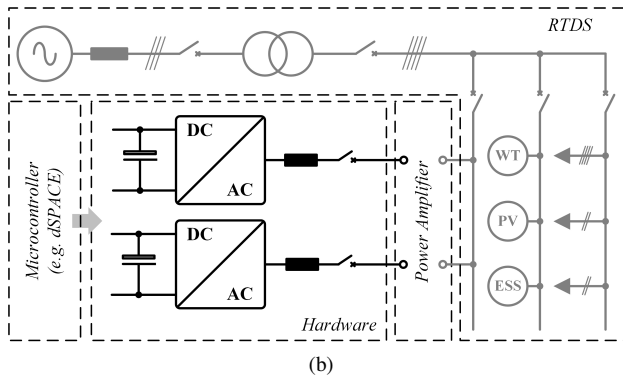 RTDS
Microcontroller
(e.g. dSPACE)
DC
AC
DC
AC
Hardware
Power Amplifier
WT
PV
ESS
(b)